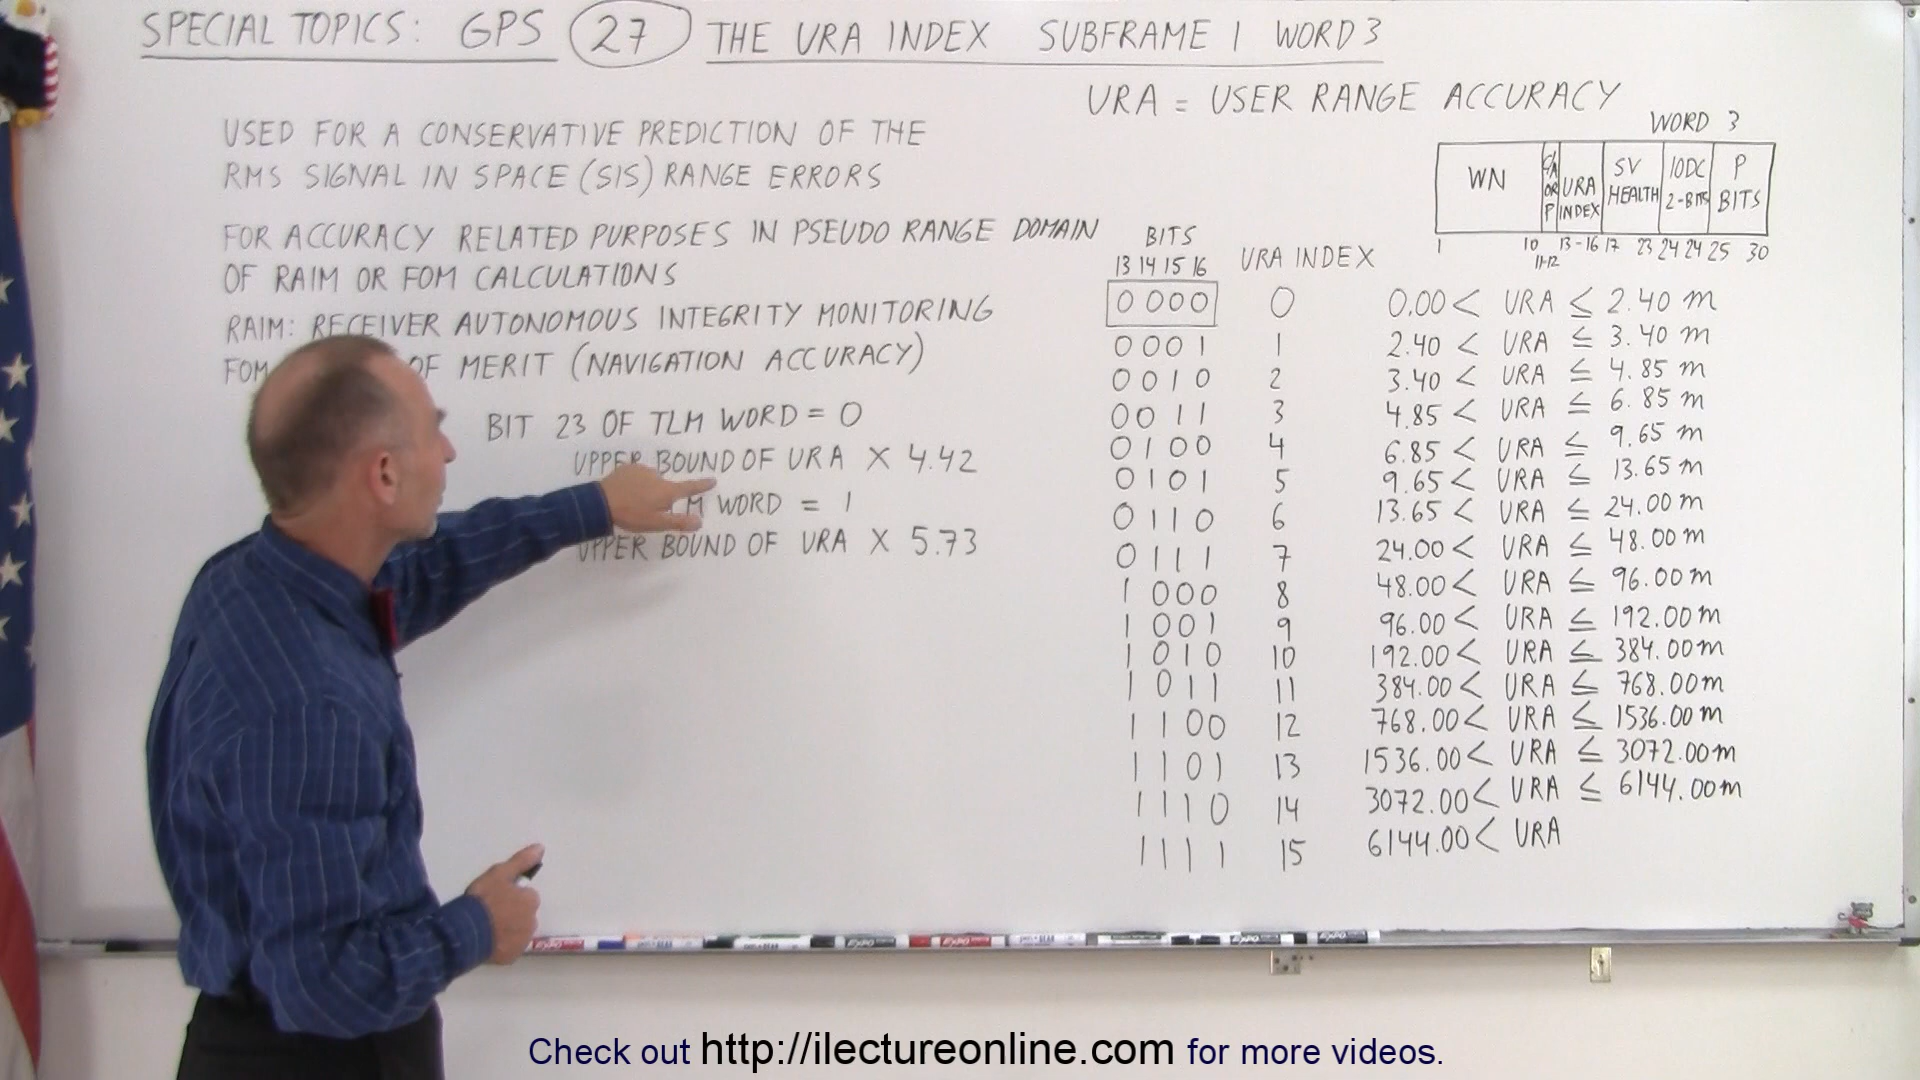 SPECIAL TOPICS: GPS 27 THE URA INDEX SUBFRAME 1 WORD 3
URA = USER RANGE ACCURACY
USED FOR A CONSERVATIVE PREDICTION OF THE
RMS SIGNAL IN SPACE (SIS) RANGE ERRORS
FOR ACCURACY RELATED PURPOSES IN PSEUDO RANGE DOMAIN
OF RAIM OR FOM CALCULATIONS
RAIM: RECEIVER AUTONOMOUS INTEGRITY MONITORING
FOM OF MERIT (NAVIGATION ACCURACY)
BIT 23 OF TLM WORD = 0
UPPER BOUND OF URA X 4.42
WORD = 1
UPPER BOUND OF URA X 5.73
WORD 3
WN C/A OR P URA INDEX SV HEALTH IODC 2-BITS P BITS
1 10 11-12 13-16 17 23 24 24 25 30
BITS
13 14 15 16 URA INDEX
0000 0 0.00 < URA ≤ 2.40 m
0001 1 2.40 < URA ≤ 3.40 m
0010 2 3.40 < URA ≤ 4.85 m
0011 3 4.85 < URA ≤ 6.85 m
0100 4 6.85 < URA ≤ 9.65 m
0101 5 9.65 < URA ≤ 13.65 m
0110 6 13.65 < URA ≤ 24.00 m
0111 7 24.00 < URA ≤ 48.00 m
1000 8 48.00 < URA ≤ 96.00 m
1001 9 96.00 < URA ≤ 192.00 m
1010 10 192.00 < URA ≤ 384.00 m
1011 11 384.00 < URA ≤ 768.00 m
1100 12 768.00 < URA ≤ 1536.00 m
1101 13 1536.00 < URA ≤ 3072.00 m
1110 14 3072.00 < URA ≤ 6144.00 m
1111 15 6144.00 < URA
Check out http://ilectureonline.com for more videos.